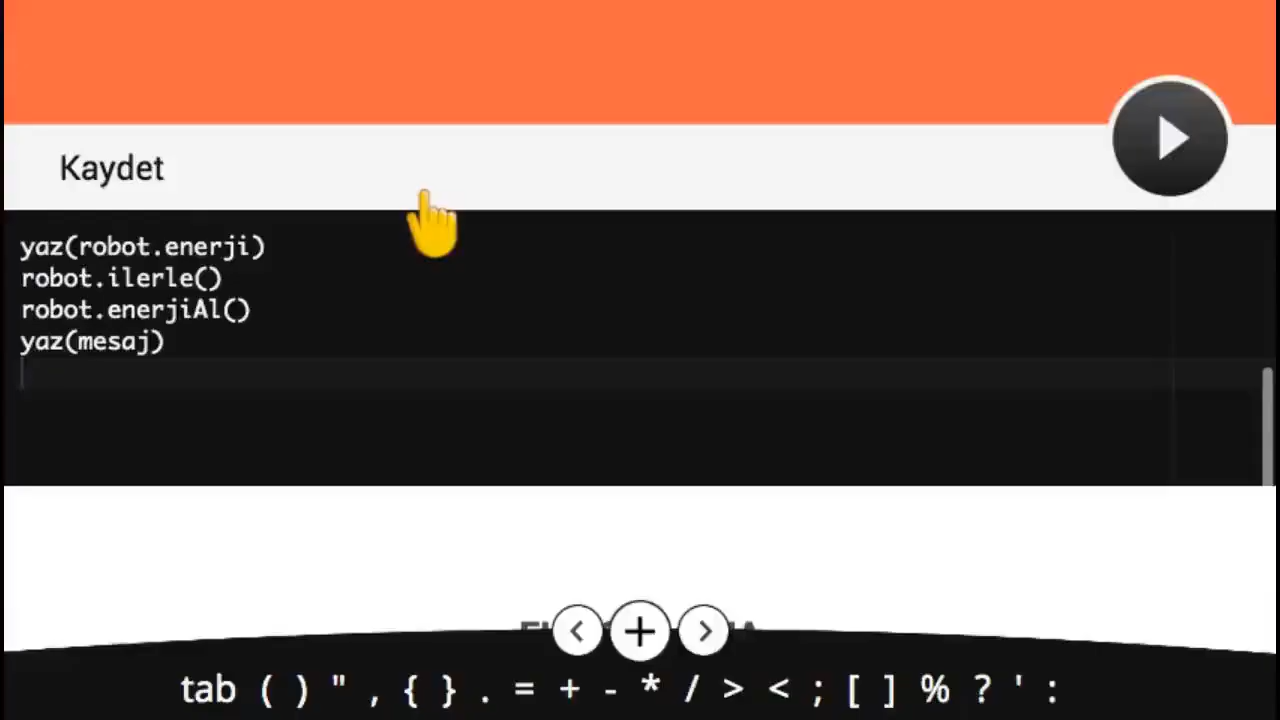 Kaydet
yaz(robot.enerji)
robot.ilerle()
robot.enerjiAl()
yaz(mesaj)
tab ( ) " , { } . = + - * / > < ; [ ] % ? ' :